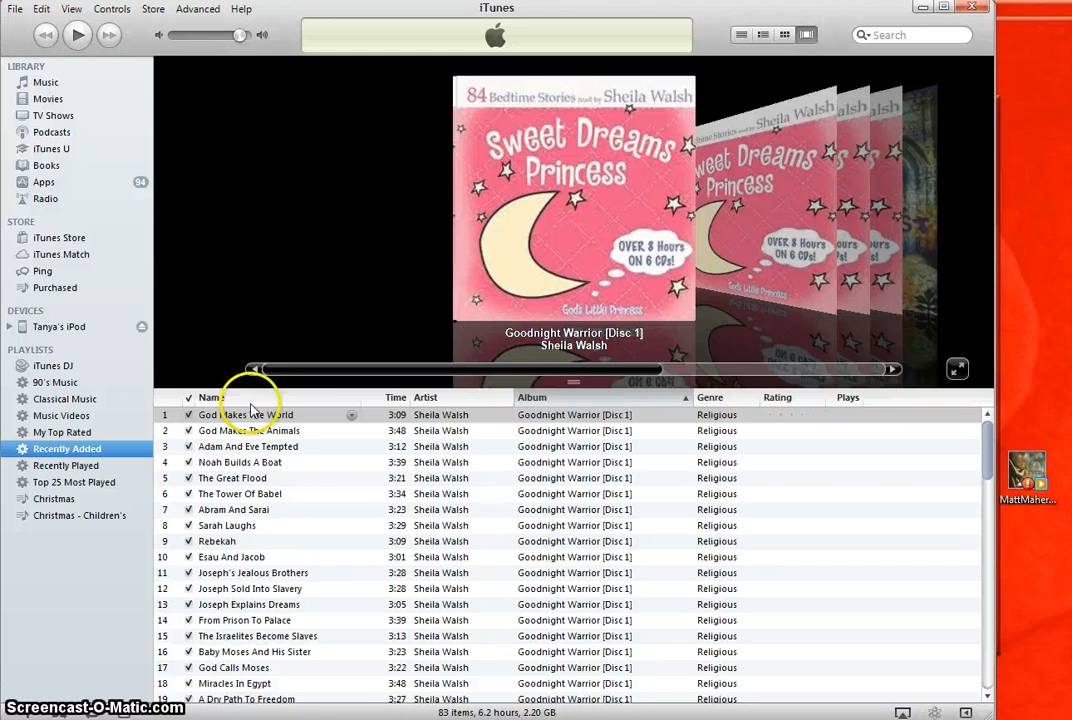 File Edit View Controls Store Advanced Help
iTunes
Search
LIBRARY
Music
Movies
TV Shows
Podcasts
iTunes U
Books
Apps 94
Radio
STORE
iTunes Store
iTunes Match
Ping
Purchased
DEVICES
Tanya's iPod
PLAYLISTS
iTunes DJ
90's Music
Classical Music
Music Videos
My Top Rated
Recently Added
Recently Played
Top 25 Most Played
Christmas
Christmas - Children's
84 Bedtime Stories read by Sheila Walsh
Sweet Dreams
Princess
OVER 8 HOURS
ON 6 CDs!
God's Little Princess
Bedtime Stories read by Sheila Walsh
Sweet Dreams
Princess
OVER 8 HOURS
ON 6 CDs!
God's Little Princess
Goodnight Warrior [Disc 1]
Sheila Walsh
Name Time Artist Album Genre Rating Plays
1 God Makes The World 3:09 Sheila Walsh Goodnight Warrior [Disc 1] Religious
2 God Makes The Animals 3:48 Sheila Walsh Goodnight Warrior [Disc 1] Religious
3 Adam And Eve Tempted 3:12 Sheila Walsh Goodnight Warrior [Disc 1] Religious
4 Noah Builds A Boat 3:39 Sheila Walsh Goodnight Warrior [Disc 1] Religious
5 The Great Flood 3:21 Sheila Walsh Goodnight Warrior [Disc 1] Religious
6 The Tower Of Babel 3:34 Sheila Walsh Goodnight Warrior [Disc 1] Religious
7 Abram And Sarai 3:23 Sheila Walsh Goodnight Warrior [Disc 1] Religious
8 Sarah Laughs 3:29 Sheila Walsh Goodnight Warrior [Disc 1] Religious
9 Rebekah 3:09 Sheila Walsh Goodnight Warrior [Disc 1] Religious
10 Esau And Jacob 3:01 Sheila Walsh Goodnight Warrior [Disc 1] Religious
11 Joseph's Jealous Brothers 3:28 Sheila Walsh Goodnight Warrior [Disc 1] Religious
12 Joseph Sold Into Slavery 3:28 Sheila Walsh Goodnight Warrior [Disc 1] Religious
13 Joseph Explains Dreams 3:05 Sheila Walsh Goodnight Warrior [Disc 1] Religious
14 From Prison To Palace 3:39 Sheila Walsh Goodnight Warrior [Disc 1] Religious
15 The Israelites Become Slaves 3:13 Sheila Walsh Goodnight Warrior [Disc 1] Religious
16 Baby Moses And His Sister 3:23 Sheila Walsh Goodnight Warrior [Disc 1] Religious
17 God Calls Moses 3:22 Sheila Walsh Goodnight Warrior [Disc 1] Religious
18 Miracles In Egypt 3:48 Sheila Walsh Goodnight Warrior [Disc 1] Religious
19 A Dry Path To Freedom 3:27 Sheila Walsh Goodnight Warrior [Disc 1] Religious
MattMaher...
83 items, 6.2 hours, 2.20 GB
Screencast-O-Matic.com